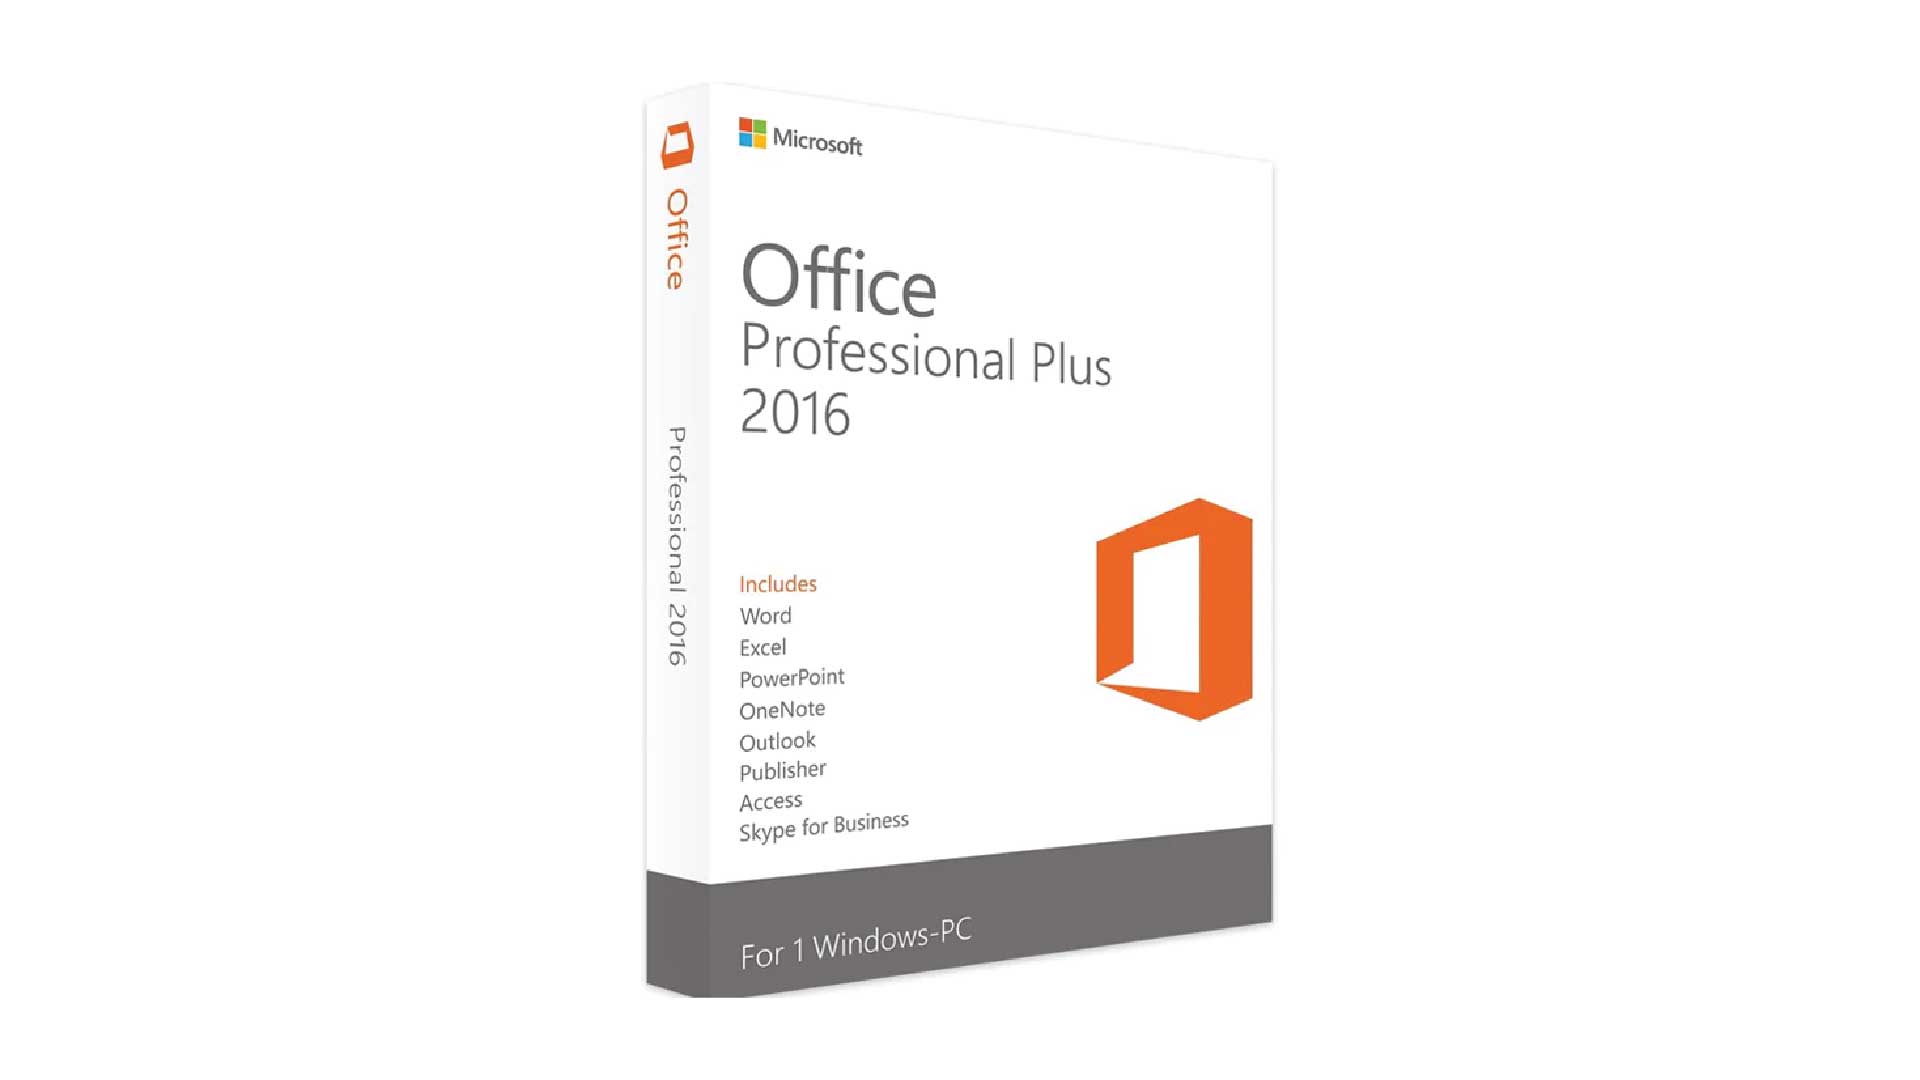 Office
Professional 2016
Microsoft
Office
Professional Plus
2016
Includes
Word
Excel
PowerPoint
OneNote
Outlook
Publisher
Access
Skype for Business
For 1 Windows-PC